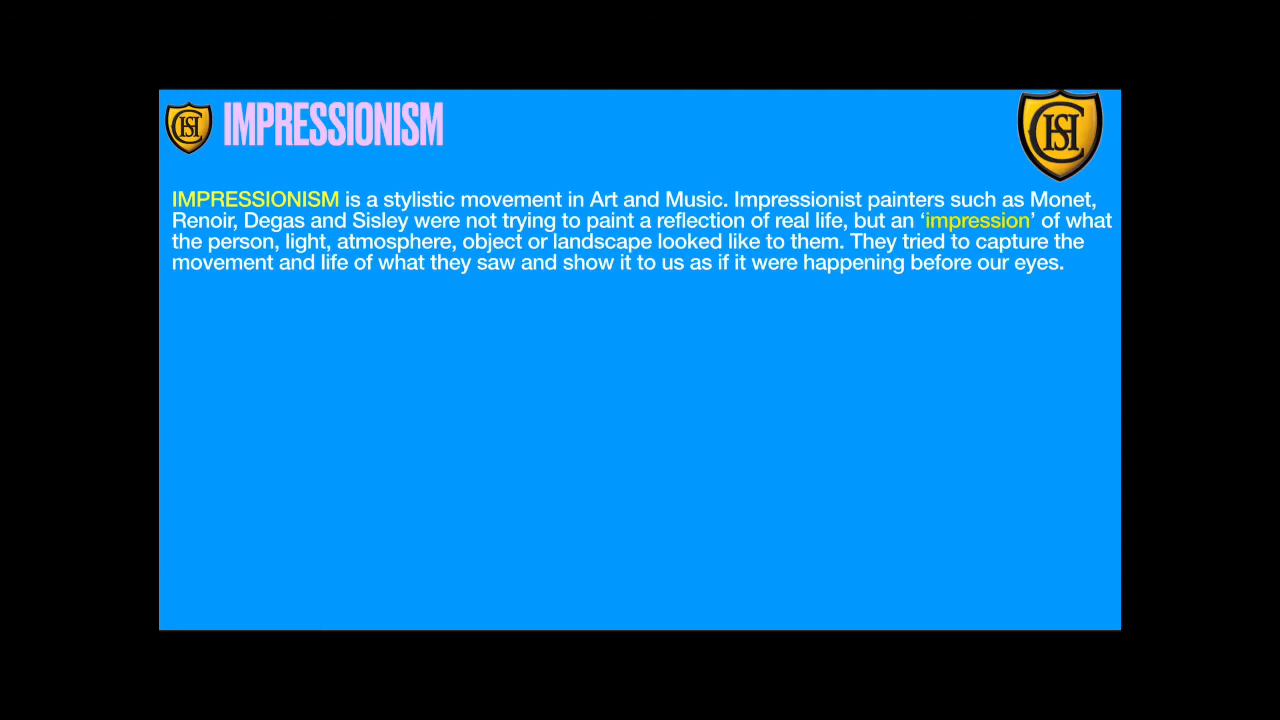 IMPRESSIONISM
IMPRESSIONISM is a stylistic movement in Art and Music. Impressionist painters such as Monet,
Renoir, Degas and Sisley were not trying to paint a reflection of real life, but an ‘impression’ of what
the person, light, atmosphere, object or landscape looked like to them. They tried to capture the
movement and life of what they saw and show it to us as if it were happening before our eyes.